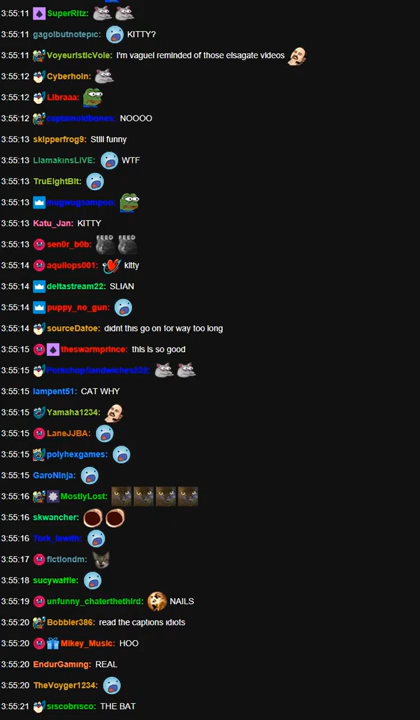 3:55:11 SuperRitz:
3:55:11 gagolbutnotepic: KITTY?
3:55:11 VoyeuristicVole: I'm vaguel reminded of those elsagate videos
3:55:12 Cyberholn:
3:55:12 Libraaa:
3:55:12 NOOOO
3:55:13 skipperfrog9: Still funny
3:55:13 LlamakinsLIVE: WTF
3:55:13 TruEightBit:
3:55:13 mugwugsampoo:
3:55:13 Katu_Jan: KITTY
3:55:13 sen0r_b0b: FEED FEED
3:55:14 aquilops001: kitty
3:55:14 deltastream22: SLIAN
3:55:14 puppy_no_gun:
3:55:14 sourceDatoe: didnt this go on for way too long
3:55:15 theswarmprince: this is so good
3:55:15
3:55:15 lampent51: CAT WHY
3:55:15 Yamaha1234:
3:55:15 LaneJJBA:
3:55:15 polyhexgames:
3:55:15 GaroNinja:
3:55:16 MostlyLost:
3:55:16 skwancher:
3:55:16
3:55:17 fictiondm:
3:55:18 sucywaffle:
3:55:19 unfunny_chaterthethird: NAILS
3:55:20 Bobbler386: read the captions idiots
3:55:20 Mikey_Music: HOO
3:55:20 EndurGaming: REAL
3:55:20 TheVoyger1234:
3:55:21 siscobrisco: THE BAT